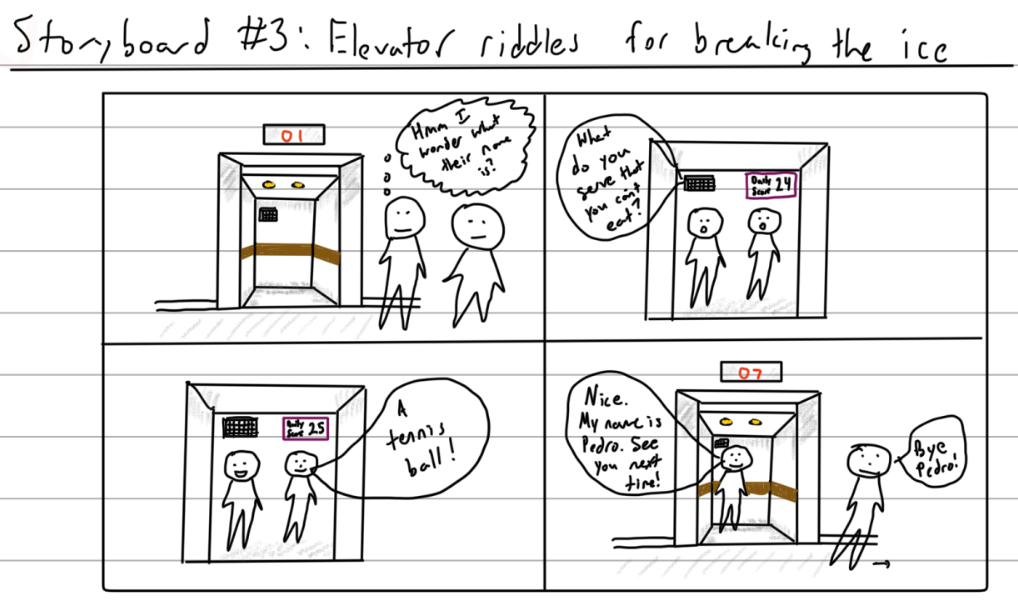 Storyboard #3: Elevator riddles for breaking the ice
01
Hmm I
wonder what
their name
is?
What
do you
serve that
you can't
eat?
Daily
Score 24
Daily
Score 25
A
tennis
ball!
07
Nice.
My name is
Pedro. See
you next
time!
Bye
Pedro!